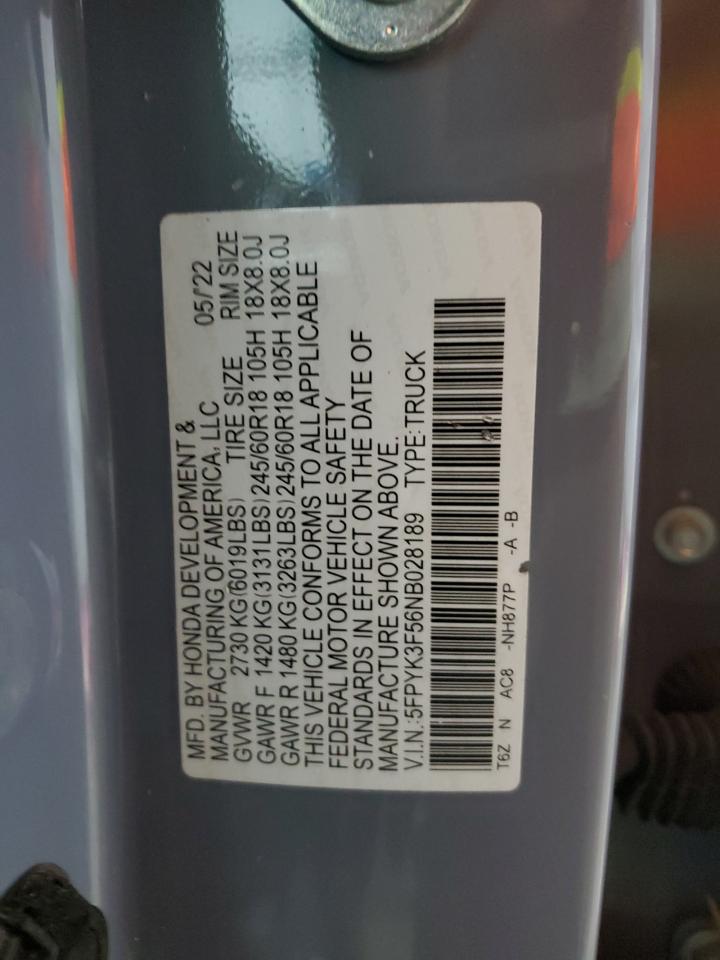 MFD. BY HONDA DEVELOPMENT &
MANUFACTURING OF AMERICA, LLC 05/'22
GVWR 2730 KG(6019LBS) TIRE SIZE RIM SIZE
GAWR F 1420 KG(3131LBS)245/60R18 105H 18X8.0J
GAWR R 1480 KG(3263LBS)245/60R18 105H 18X8.0J
THIS VEHICLE CONFORMS TO ALL APPLICABLE
FEDERAL MOTOR VEHICLE SAFETY
STANDARDS IN EFFECT ON THE DATE OF
MANUFACTURE SHOWN ABOVE.
V.I.N.:5FPYK3F56NB028189 TYPE:TRUCK
T6Z N AC8 -NH877P -A -B